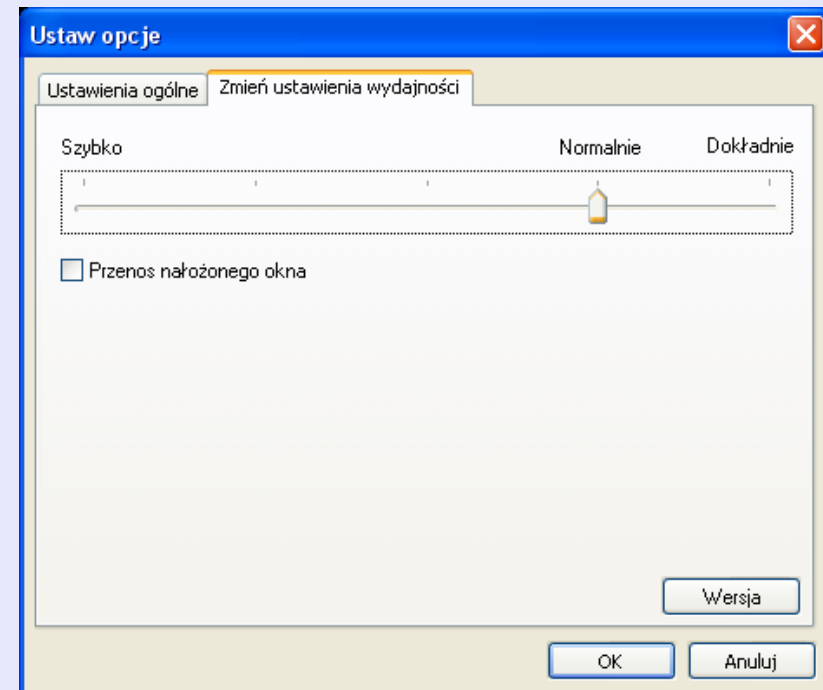 Ustaw opcje
Ustawienia ogólne Zmień ustawienia wydajności
Szybko Normalnie Dokładnie
Przenos nałożonego okna
Wersja
OK Anuluj